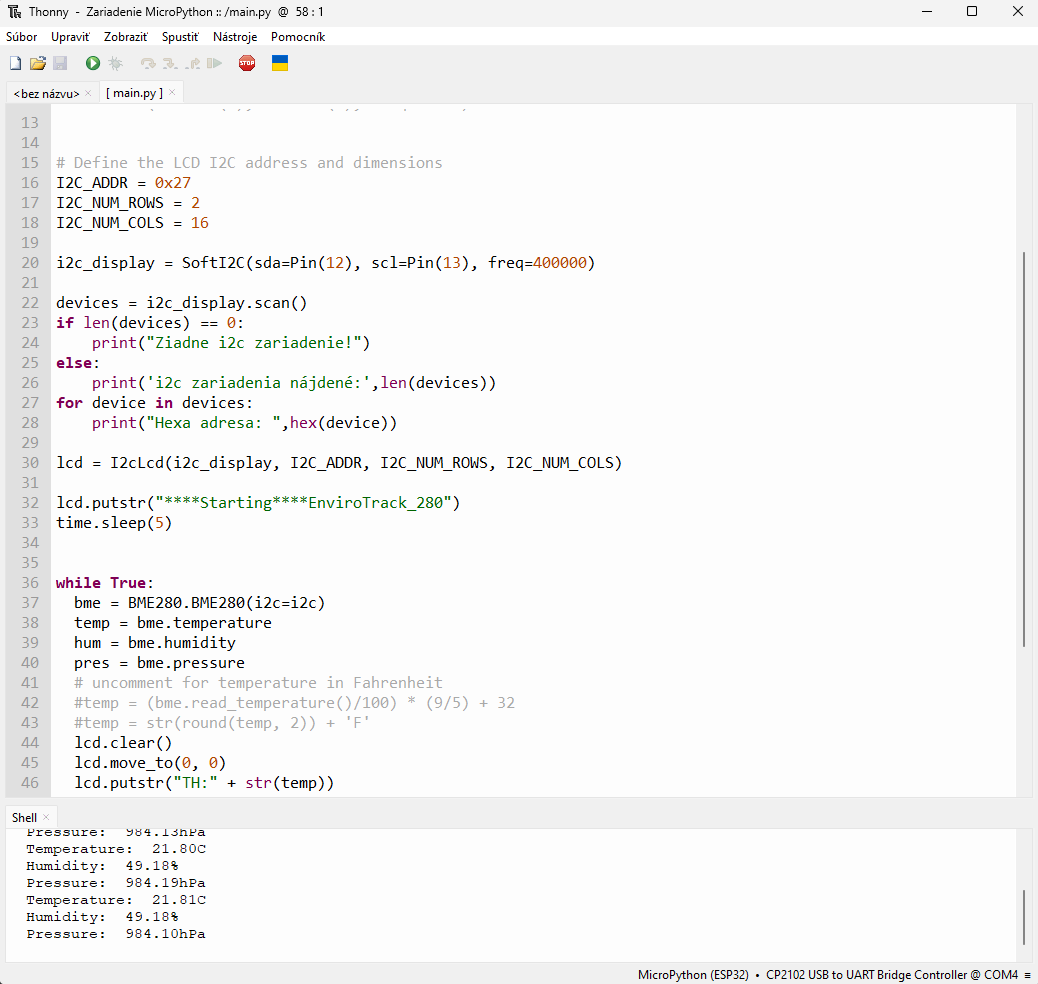 Thonny - Zariadenie MicroPython :: /main.py @ 58 : 1
Súbor Upraviť Zobraziť Spustiť Nástroje Pomocník
STOP
<bez názvu> × [ main.py ] ×
13
14
15 # Define the LCD I2C address and dimensions
16 I2C_ADDR = 0x27
17 I2C_NUM_ROWS = 2
18 I2C_NUM_COLS = 16
19
20 i2c_display = SoftI2C(sda=Pin(12), scl=Pin(13), freq=400000)
21
22 devices = i2c_display.scan()
23 if len(devices) == 0:
24     print("Ziadne i2c zariadenie!")
25 else:
26     print('i2c zariadenia nájdené:',len(devices))
27 for device in devices:
28     print("Hexa adresa: ",hex(device))
29
30 lcd = I2cLcd(i2c_display, I2C_ADDR, I2C_NUM_ROWS, I2C_NUM_COLS)
31
32 lcd.putstr("****Starting****EnviroTrack_280")
33 time.sleep(5)
34
35
36 while True:
37   bme = BME280.BME280(i2c=i2c)
38   temp = bme.temperature
39   hum = bme.humidity
40   pres = bme.pressure
41   # uncomment for temperature in Fahrenheit
42   #temp = (bme.read_temperature()/100) * (9/5) + 32
43   #temp = str(round(temp, 2)) + 'F'
44   lcd.clear()
45   lcd.move_to(0, 0)
46   lcd.putstr("TH:" + str(temp))
Shell ×
Pressure:  984.13hPa
Temperature:  21.80C
Humidity:  49.18%
Pressure:  984.19hPa
Temperature:  21.81C
Humidity:  49.18%
Pressure:  984.10hPa
MicroPython (ESP32) • CP2102 USB to UART Bridge Controller @ COM4 ≡